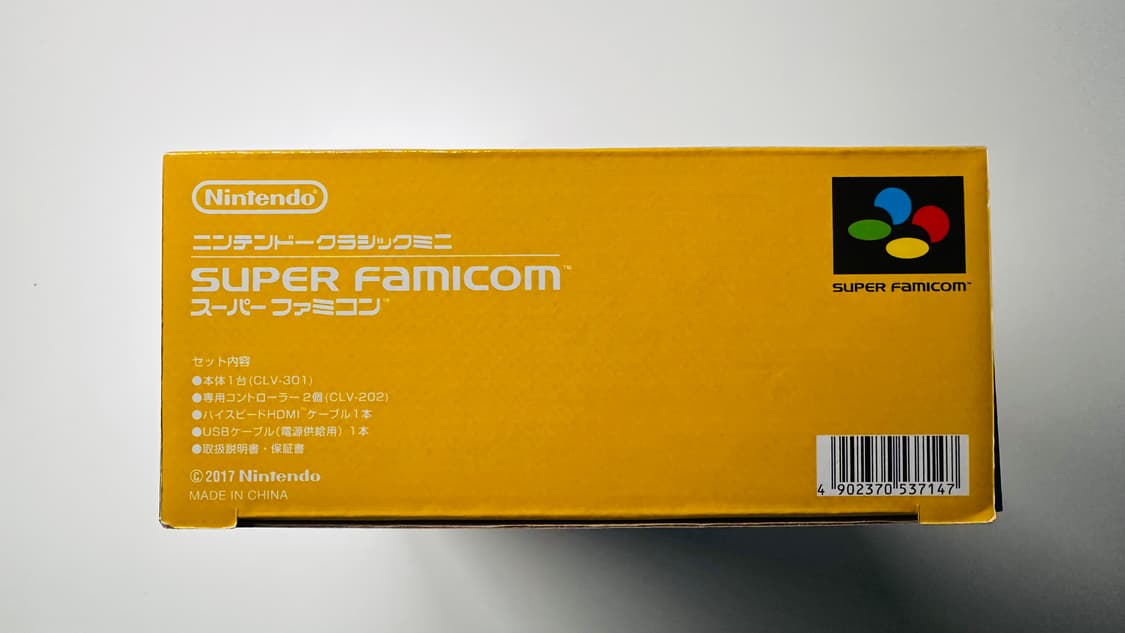 Nintendo®
ニンテンドークラシックミニ
SUPER FAMICOM™
スーパーファミコン™
セット内容
●本体1台(CLV-301)
●専用コントローラー2個(CLV-202)
●ハイスピードHDMI™ケーブル1本
●USBケーブル(電源供給用) 1本
●取扱説明書・保証書
©2017 Nintendo
MADE IN CHINA
SUPER FAMICOM™
4 902370 537147